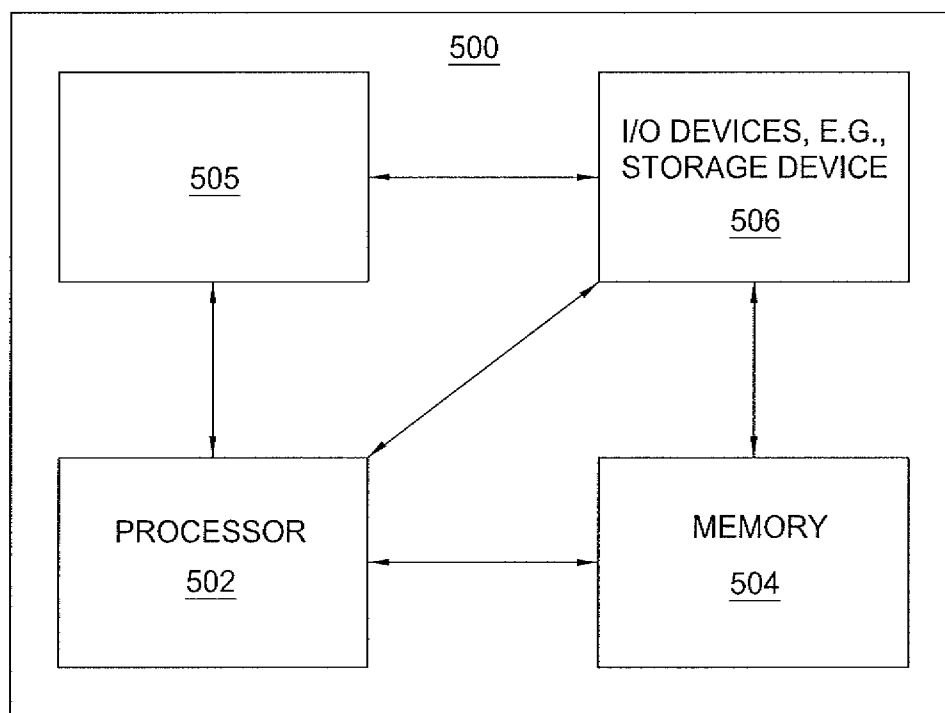 500
505
I/O DEVICES, E.G.,
STORAGE DEVICE
506
PROCESSOR
502
MEMORY
504